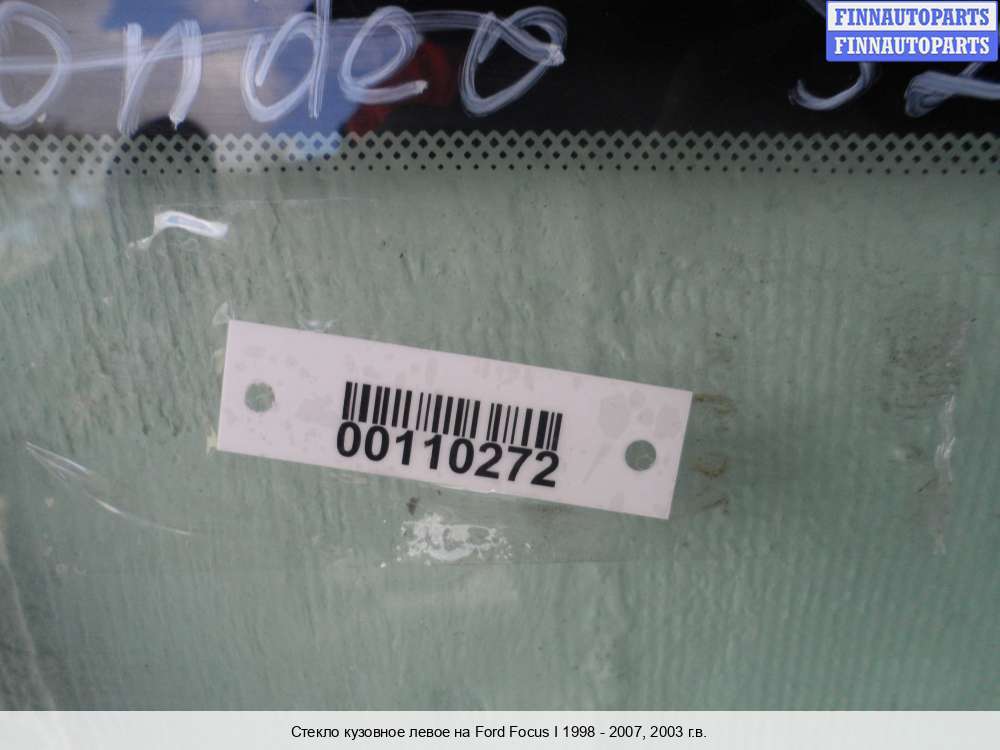 ondeo
FINNAUTOPARTS
FINNAUTOPARTS
00110272
Стекло кузовное левое на Ford Focus I 1998 - 2007, 2003 г.в.